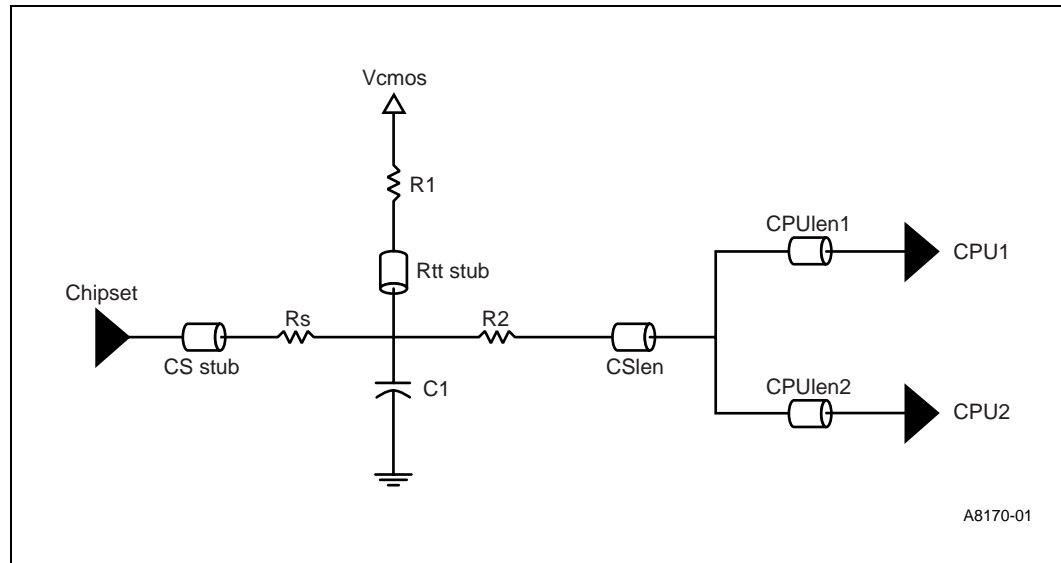 Vcmos
R1
Rtt stub
Chipset
CS stub
Rs
R2
C1
CSlen
CPUlen1
CPU1
CPUlen2
CPU2
A8170-01